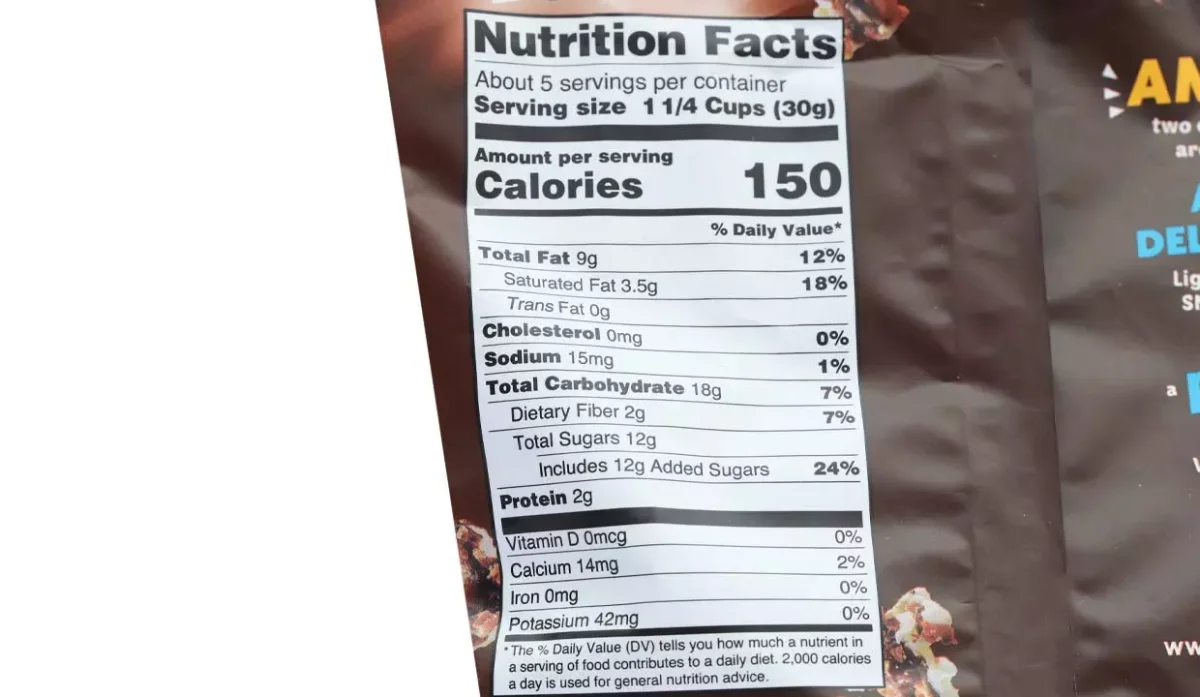 Nutrition Facts
About 5 servings per container
Serving size 1 1/4 Cups (30g)
Amount per serving
Calories 150
% Daily Value*
Total Fat 9g 12%
Saturated Fat 3.5g 18%
Trans Fat 0g
Cholesterol 0mg 0%
Sodium 15mg 1%
Total Carbohydrate 18g 7%
Dietary Fiber 2g 7%
Total Sugars 12g
Includes 12g Added Sugars 24%
Protein 2g
Vitamin D 0mcg 0%
Calcium 14mg 2%
Iron 0mg 0%
Potassium 42mg 0%
*The % Daily Value (DV) tells you how much a nutrient in
a serving of food contributes to a daily diet. 2,000 calories
a day is used for general nutrition advice.
two
a